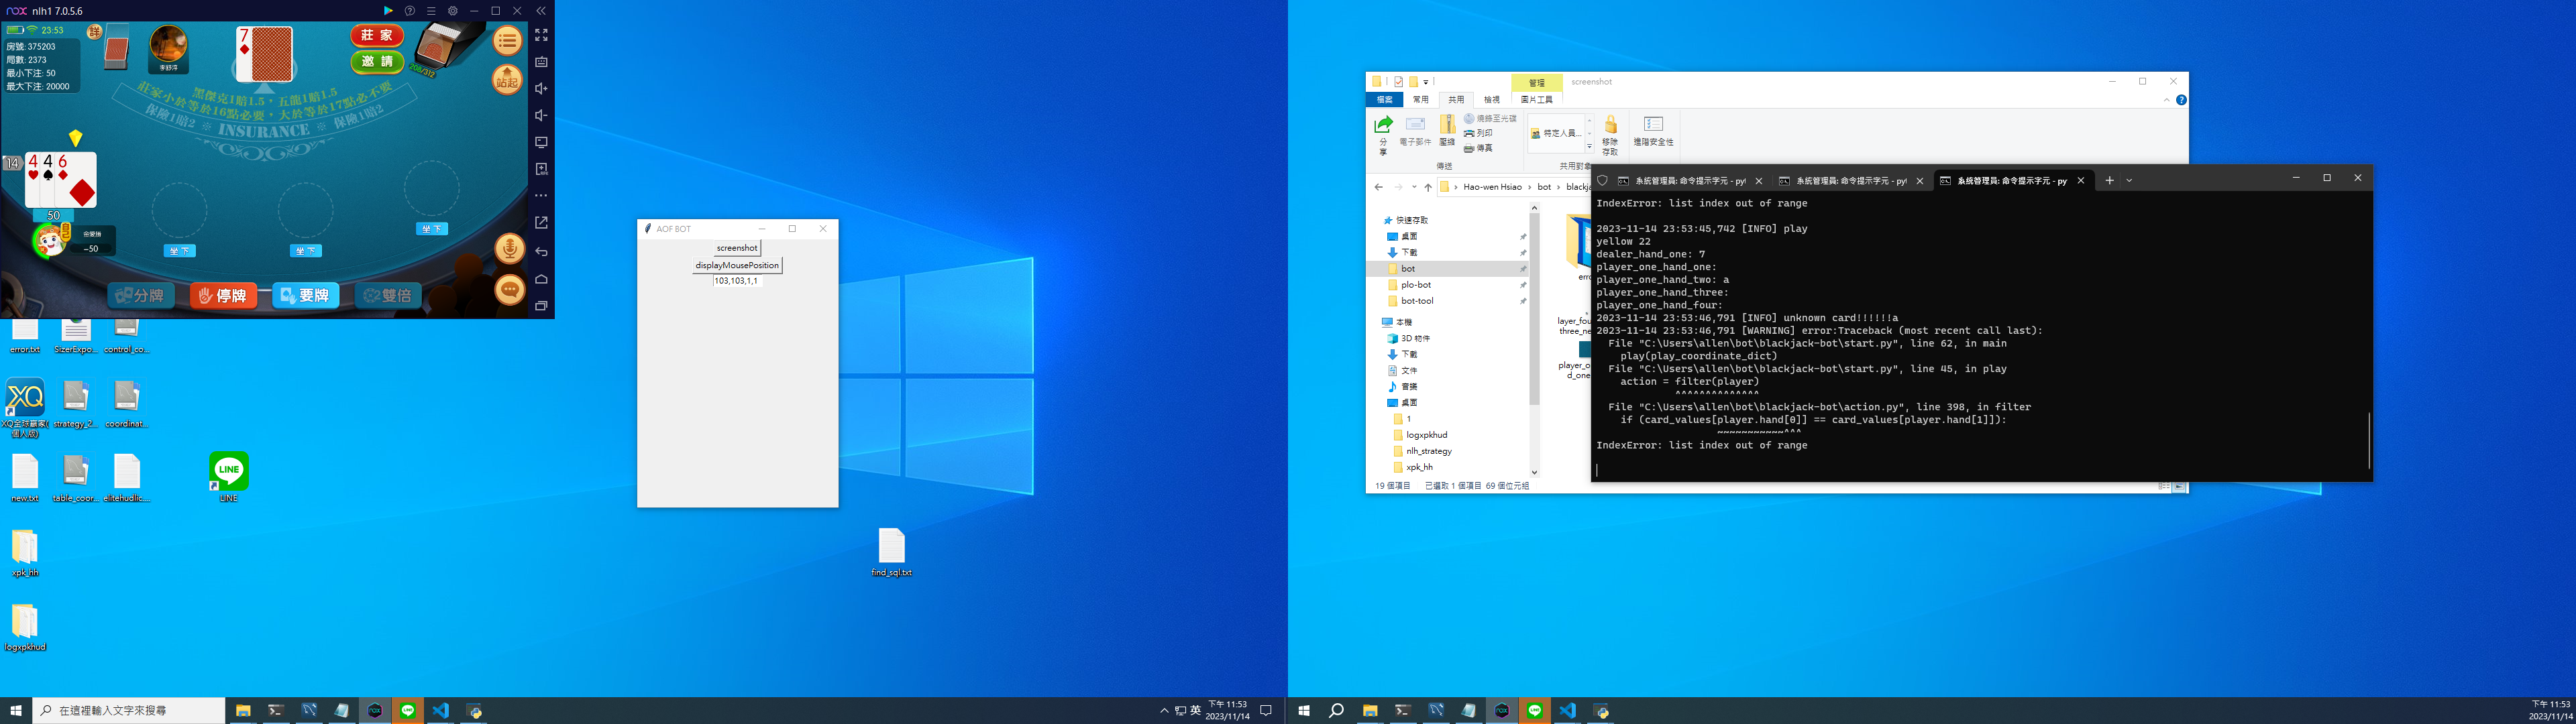 nox nlh1 7.0.5.6
23:53
房號: 375203
局數: 2373
最小下注: 50
最大下注: 20000
詳
李舒淳
7
莊 家
邀 請
208/312
站起
黑傑克1賠1.5，五龍1賠1.5
莊家小於等於16點必要，大於等於17點必不要
保險1賠2 INSURANCE 保險1賠2
14
4 4 6
50
自己
-50
坐下
坐下
坐下
分牌
停牌
要牌
雙倍
error.txt
SizerExpo...
control_co...
XQ全球贏家(個人版)
strategy_2...
coordinat...
new.txt
table_coor...
elitehudlic...
LINE
xpk_hh
logxpkhud
AOF BOT
screenshot
displayMousePosition
103,103,1,1
find_sql.txt
在這裡輸入文字來搜尋
英
下午 11:53
2023/11/14
管理
screenshot
檔案
常用
共用
檢視
圖片工具
分享
電子郵件
壓縮
燒錄至光碟
列印
傳真
傳送
特定人員...
共用對象
移除存取
進階安全性
Hao-wen Hsiao › bot › blackja
快速存取
桌面
下載
bot
plo-bot
bot-tool
本機
3D 物件
下載
文件
音樂
桌面
1
logxpkhud
nlh_strategy
xpk_hh
erro
layer_fou
three_ne
player_o
d_one
19 個項目
已選取 1 個項目 69 個位元組
系統管理員: 命令提示字元 - pyt
系統管理員: 命令提示字元 - pyt
系統管理員: 命令提示字元 - py
IndexError: list index out of range
2023-11-14 23:53:45,742 [INFO] play
yellow 22
dealer_hand_one: 7
player_one_hand_one:
player_one_hand_two: a
player_one_hand_three:
player_one_hand_four:
2023-11-14 23:53:46,791 [INFO] unknown card!!!!!!a
2023-11-14 23:53:46,791 [WARNING] error:Traceback (most recent call last):
File "C:\Users\allen\bot\blackjack-bot\start.py", line 62, in main
play(play_coordinate_dict)
File "C:\Users\allen\bot\blackjack-bot\start.py", line 45, in play
action = filter(player)
^^^^^^^^^^^^^^
File "C:\Users\allen\bot\blackjack-bot\action.py", line 398, in filter
if (card_values[player.hand[0]] == card_values[player.hand[1]]):
~~~~~~~~~~~^^^
IndexError: list index out of range
下午 11:53
2023/11/14